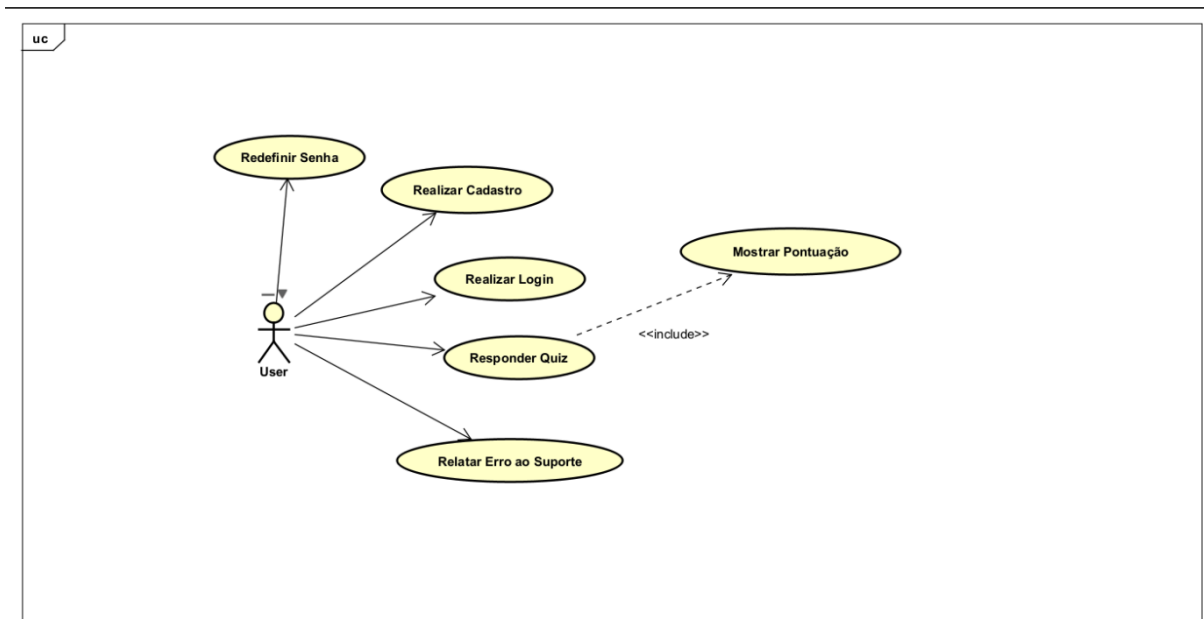 uc
Redefinir Senha
Realizar Cadastro
Mostrar Pontuação
Realizar Login
<<include>>
Responder Quiz
User
Relatar Erro ao Suporte